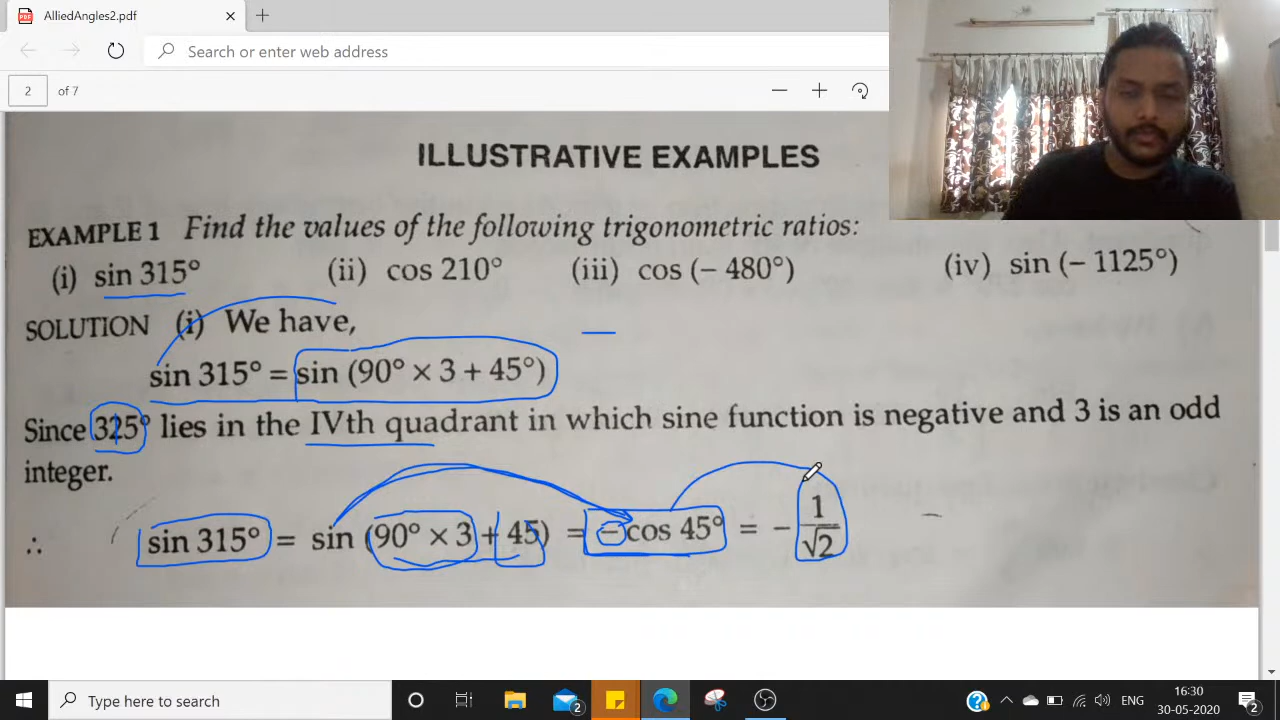 AlliedAngles2.pdf
Search or enter web address
2 of 7
ILLUSTRATIVE EXAMPLES
EXAMPLE 1 Find the values of the following trigonometric ratios:
(i) sin 315° (ii) cos 210° (iii) cos (– 480°) (iv) sin (– 1125°)
SOLUTION (i) We have,
sin 315° = sin (90° × 3 + 45°)
Since 325° lies in the IVth quadrant in which sine function is negative and 3 is an odd
integer.
∴ sin 315° = sin (90° × 3 + 45) = – cos 45° = – 1/√2
Type here to search
2
ENG
16:30
30-05-2020
2